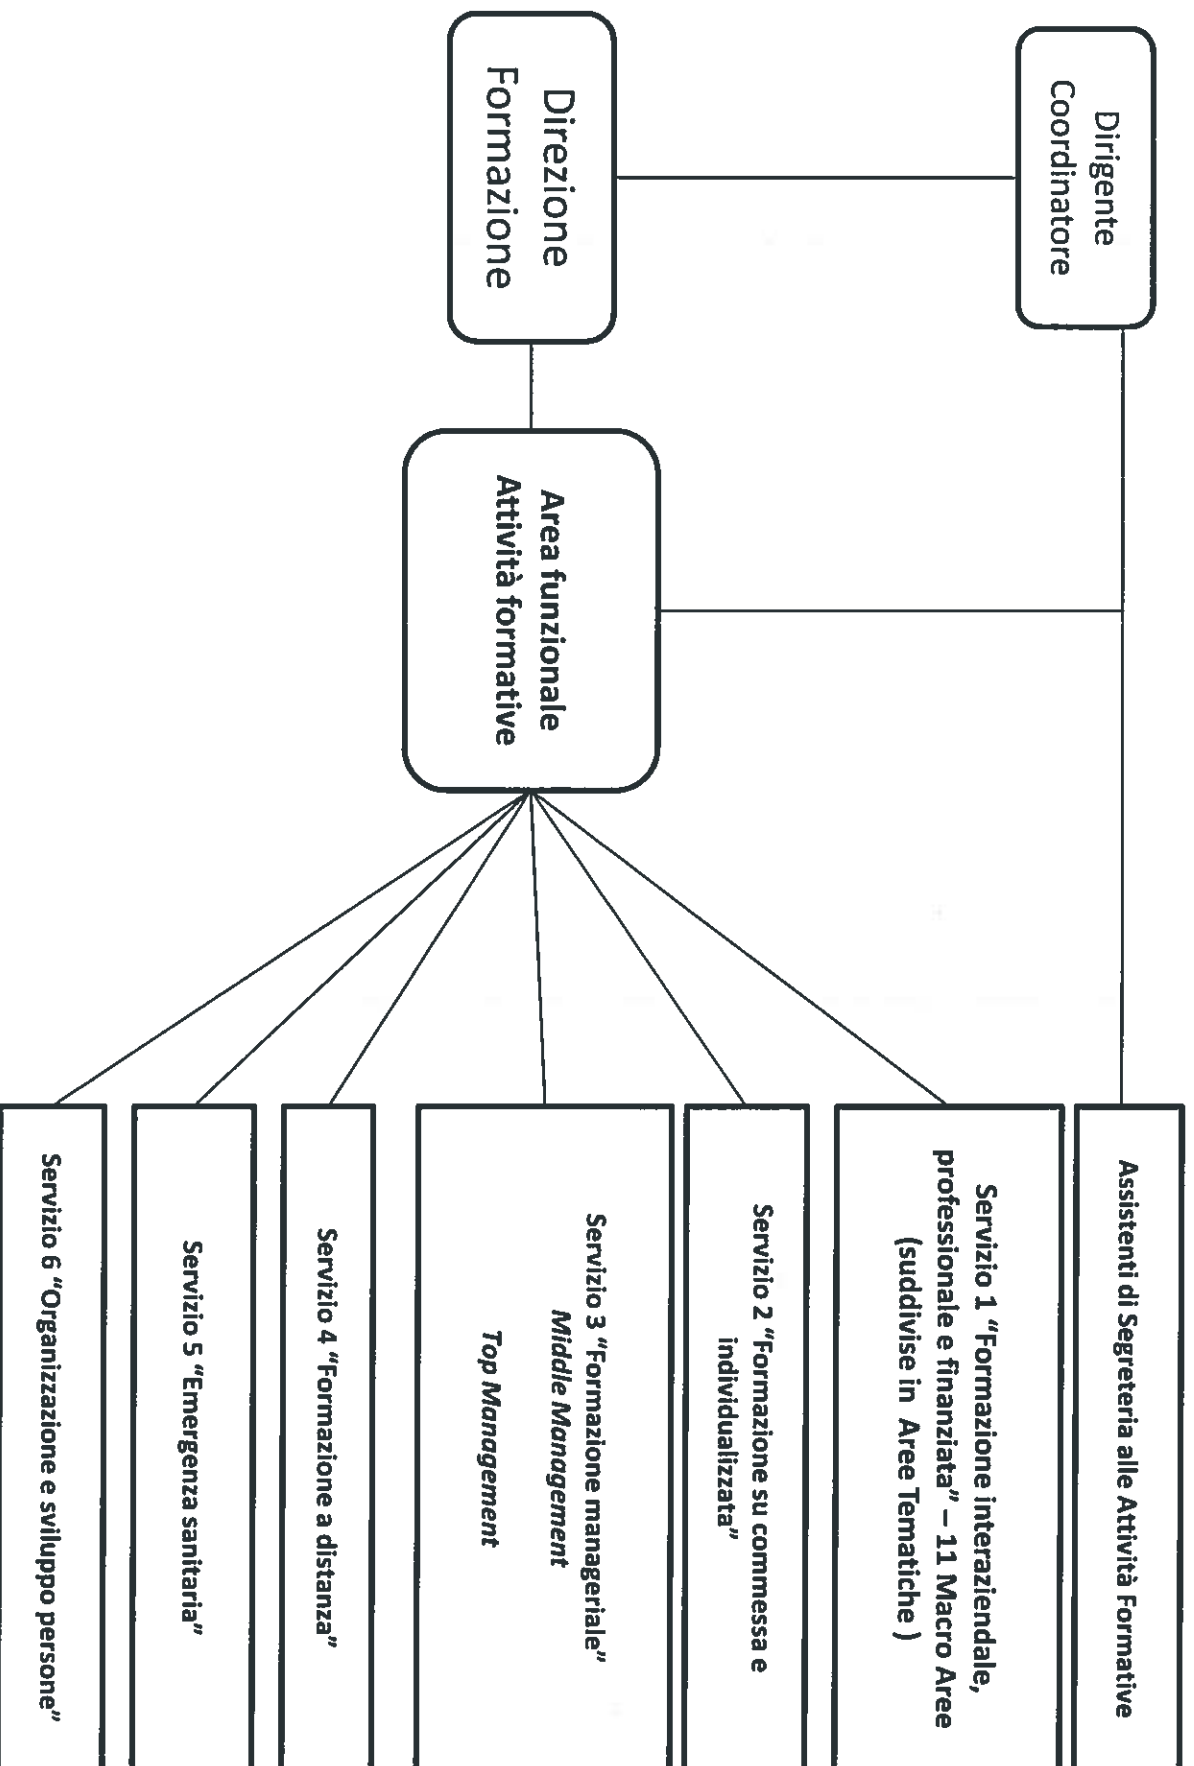 Dirigente
Coordinatore
Direzione
Formazione
Area funzionale
Attività formative
Assistenti di Segreteria alle Attività Formative
Servizio 1 “Formazione interaziendale,
professionale e finanziata” – 11 Macro Aree
(suddivise in Aree Tematiche )
Servizio 2 “Formazione su commessa e
individualizzata”
Servizio 3 “Formazione manageriale”
Middle Management
Top Management
Servizio 4 “Formazione a distanza”
Servizio 5 “Emergenza sanitaria”
Servizio 6 “Organizzazione e sviluppo persone”